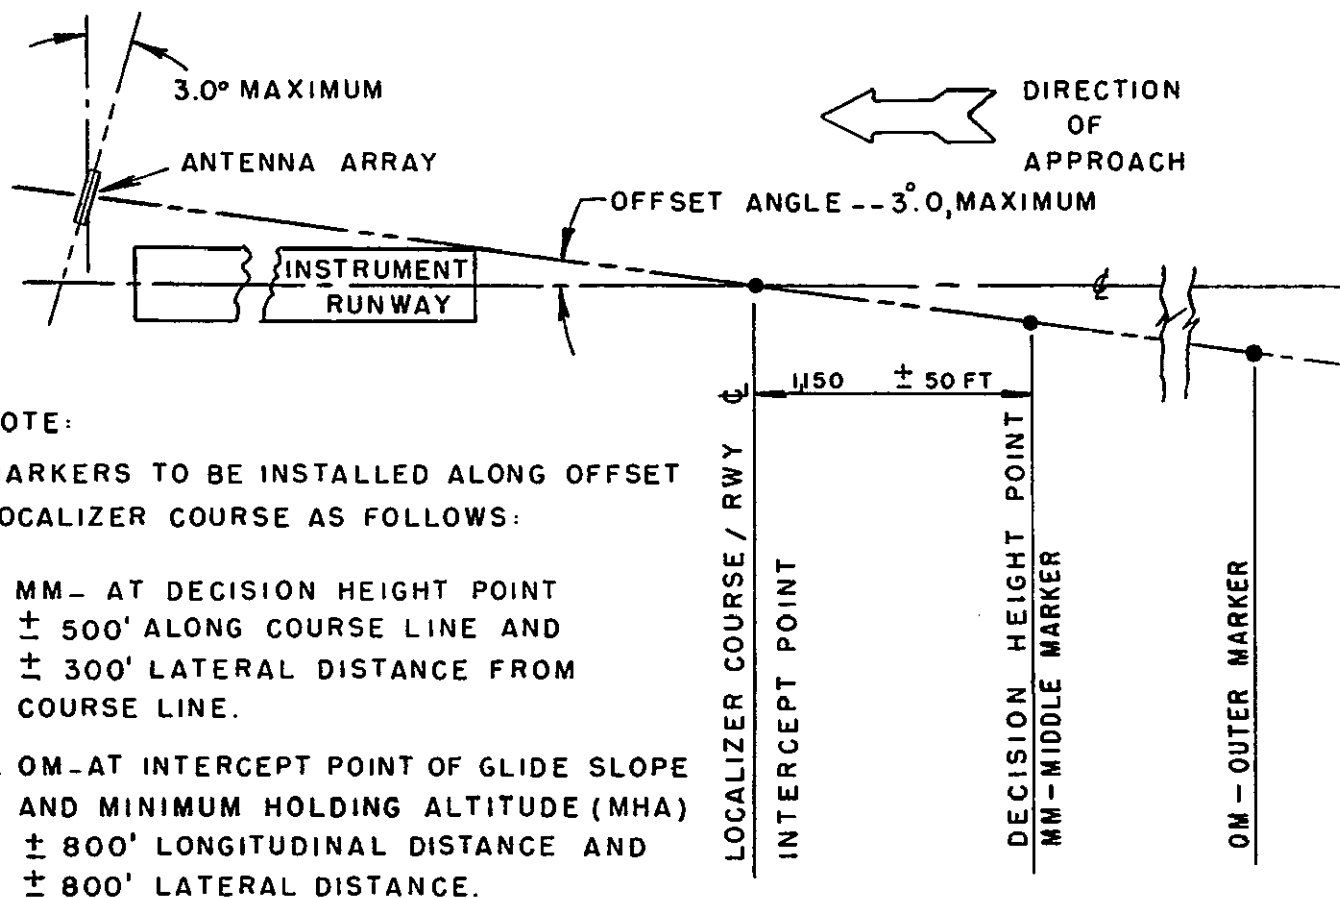 3.0° MAXIMUM
ANTENNA ARRAY
DIRECTION
OF
APPROACH
OFFSET ANGLE -- 3°.0, MAXIMUM
INSTRUMENT
RUNWAY
℄
1,150 ± 50 FT
LOCALIZER COURSE / RWY ℄
INTERCEPT POINT
DECISION HEIGHT POINT
MM-MIDDLE MARKER
OM-OUTER MARKER
OTE:
ARKERS TO BE INSTALLED ALONG OFFSET
OCALIZER COURSE AS FOLLOWS:
MM- AT DECISION HEIGHT POINT
± 500' ALONG COURSE LINE AND
± 300' LATERAL DISTANCE FROM
COURSE LINE.
. OM-AT INTERCEPT POINT OF GLIDE SLOPE
AND MINIMUM HOLDING ALTITUDE (MHA)
± 800' LONGITUDINAL DISTANCE AND
± 800' LATERAL DISTANCE.